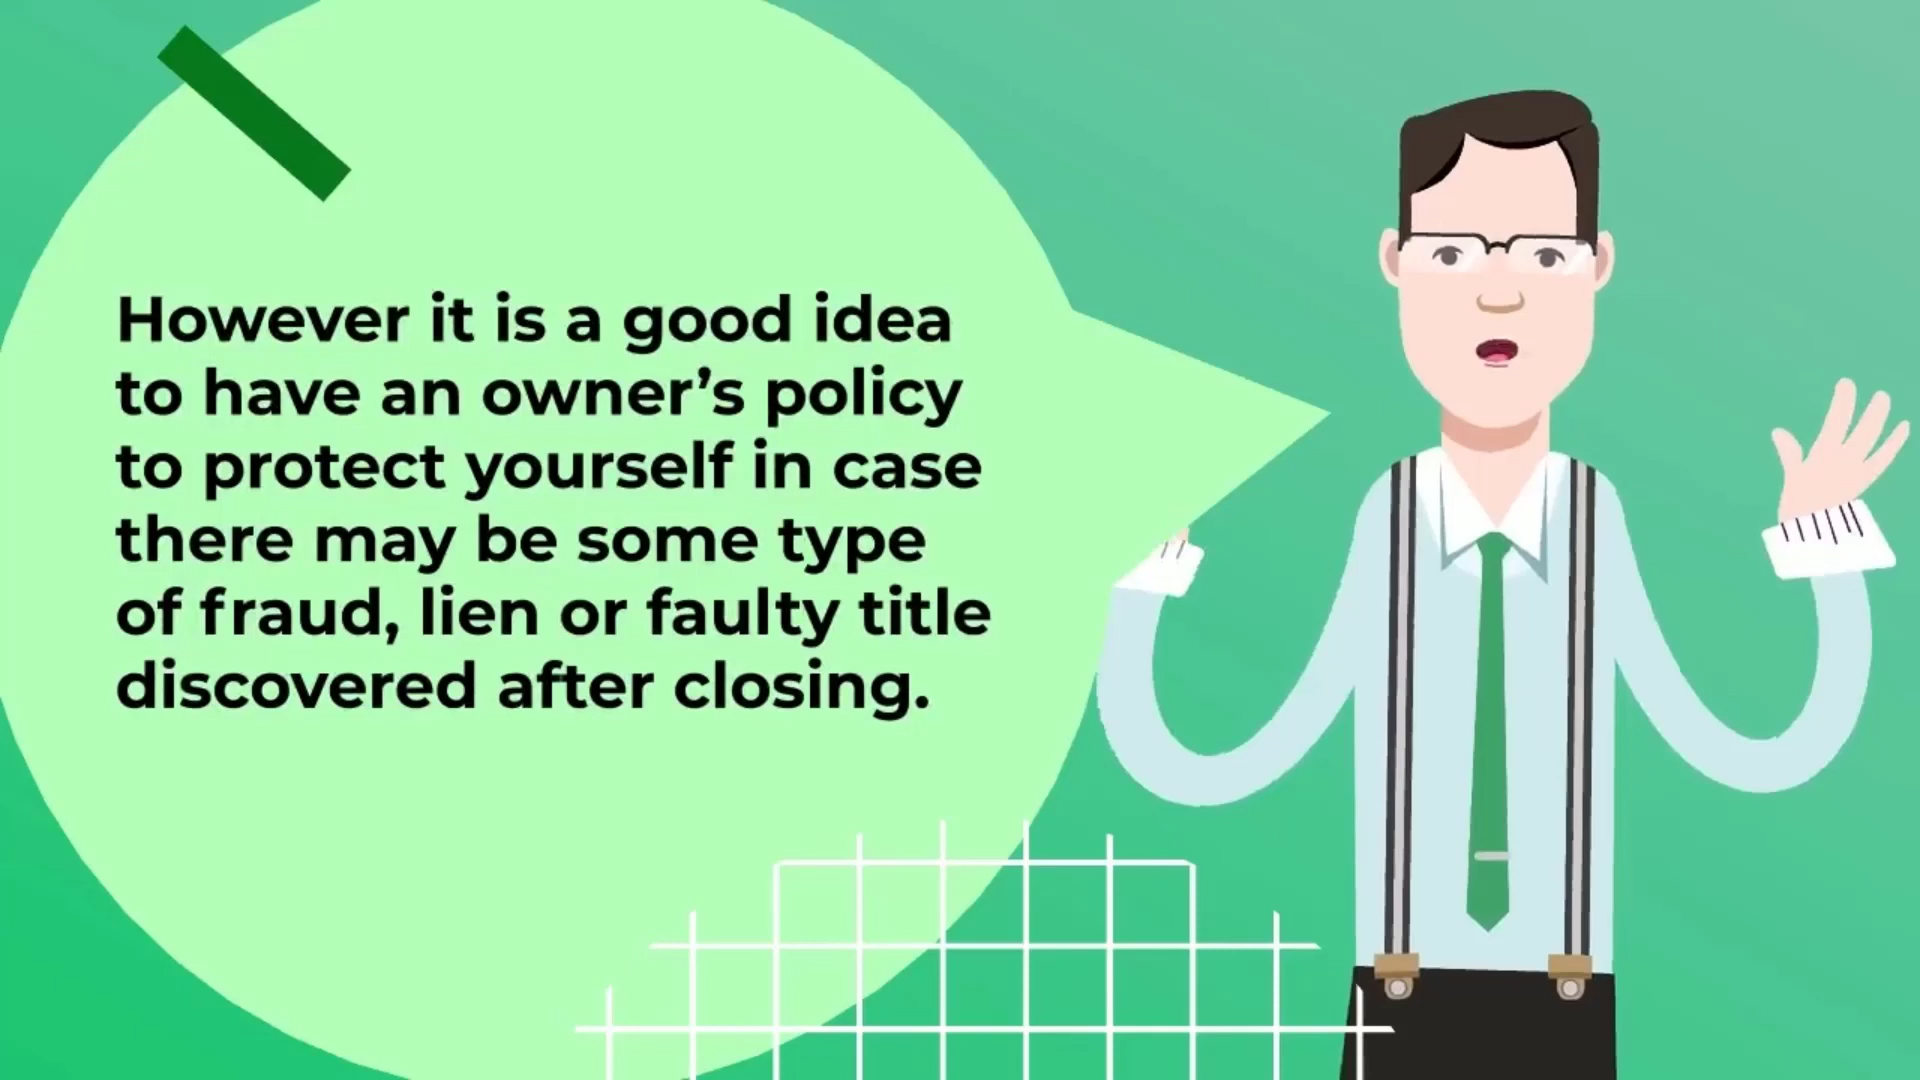 However it is a good idea
to have an owner’s policy
to protect yourself in case
there may be some type
of fraud, lien or faulty title
discovered after closing.